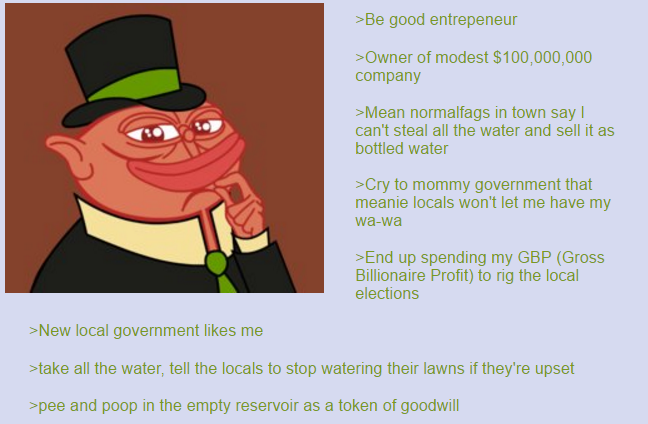 >Be good entrepeneur
>Owner of modest $100,000,000
company
>Mean normalfags in town say I
can't steal all the water and sell it as
bottled water
>Cry to mommy government that
meanie locals won't let me have my
wa-wa
>End up spending my GBP (Gross
Billionaire Profit) to rig the local
elections
>New local government likes me
>take all the water, tell the locals to stop watering their lawns if they're upset
>pee and poop in the empty reservoir as a token of goodwill